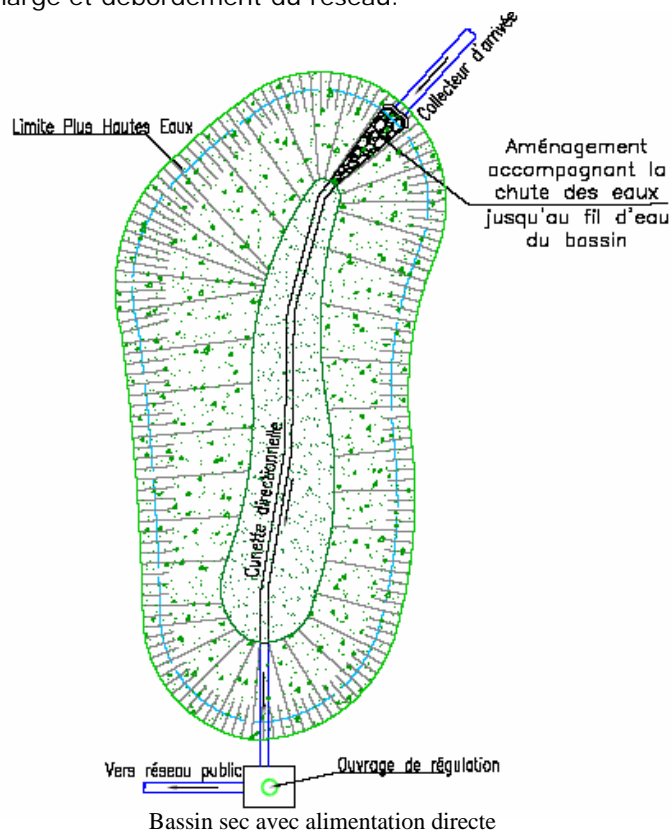 et débordement du réseau.
Collecteur d'arrivée
Limite Plus Hautes Eaux
Aménagement
accompagnant la
chute des eaux
jusqu'au fil d'eau
du bassin
Cunette directionnelle
Vers réseau public
Ouvrage de régulation
Bassin sec avec alimentation directe